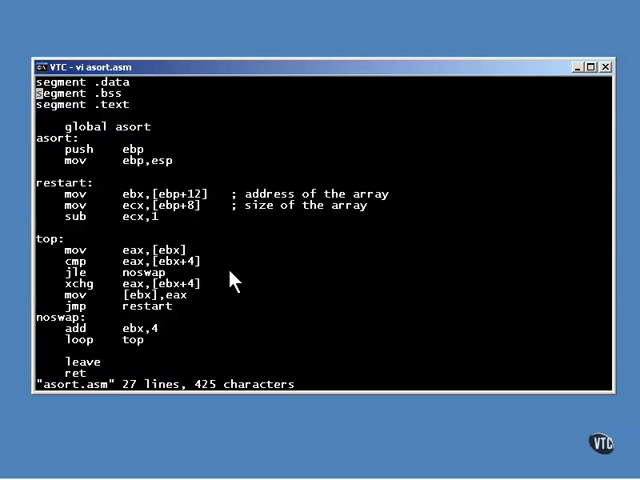 VTC - vi asort.asm
segment .data
segment .bss
segment .text
global asort
asort:
push ebp
mov ebp,esp
restart:
mov ebx,[ebp+12] ; address of the array
mov ecx,[ebp+8] ; size of the array
sub ecx,1
top:
mov eax,[ebx]
cmp eax,[ebx+4]
jle noswap
xchg eax,[ebx+4]
mov [ebx],eax
jmp restart
noswap:
add ebx,4
loop top
leave
ret
"asort.asm" 27 lines, 425 characters
VTC